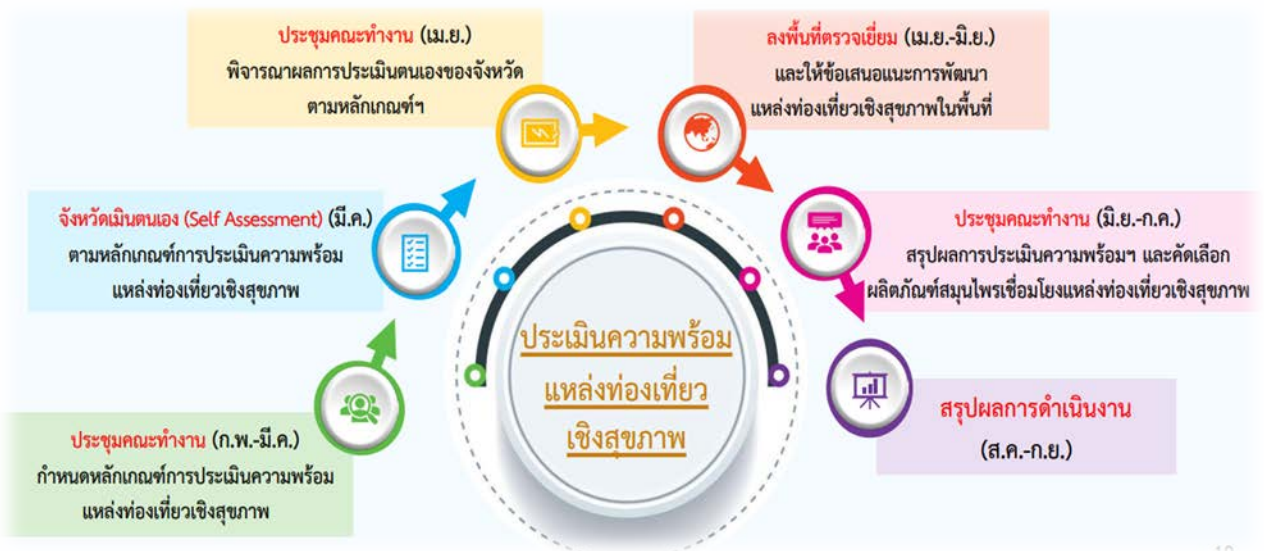 ประชุมคณะทำงาน (ก.พ.-มี.ค.)
กำหนดหลักเกณฑ์การประเมินความพร้อม
แหล่งท่องเที่ยวเชิงสุขภาพ
จังหวัดเมินตนเอง (Self Assessment) (มี.ค.)
ตามหลักเกณฑ์การประเมินความพร้อม
แหล่งท่องเที่ยวเชิงสุขภาพ
ประชุมคณะทำงาน (เม.ย.)
พิจารณาผลการประเมินตนเองของจังหวัด
ตามหลักเกณฑ์ฯ
ลงพื้นที่ตรวจเยี่ยม (เม.ย.-มิ.ย.)
และให้ข้อเสนอแนะการพัฒนา
แหล่งท่องเที่ยวเชิงสุขภาพในพื้นที่
ประชุมคณะทำงาน (มิ.ย.-ก.ค.)
สรุปผลการประเมินความพร้อมฯ และคัดเลือก
ผลิตภัณฑ์สมุนไพรเชื่อมโยงแหล่งท่องเที่ยวเชิงสุขภาพ
สรุปผลการดำเนินงาน
(ส.ค.-ก.ย.)
ประเมินความพร้อม
แหล่งท่องเที่ยว
เชิงสุขภาพ